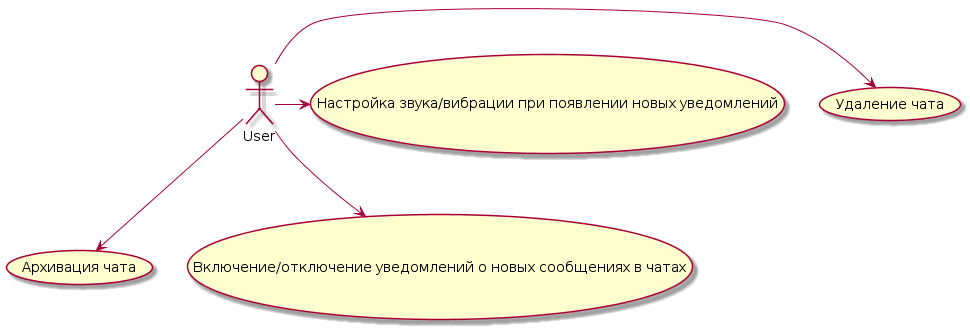 Настройка звука/вибрации при появлении новых уведомлений
Удаление чата
User
Архивация чата
Включение/отключение уведомлений о новых сообщениях в чатах